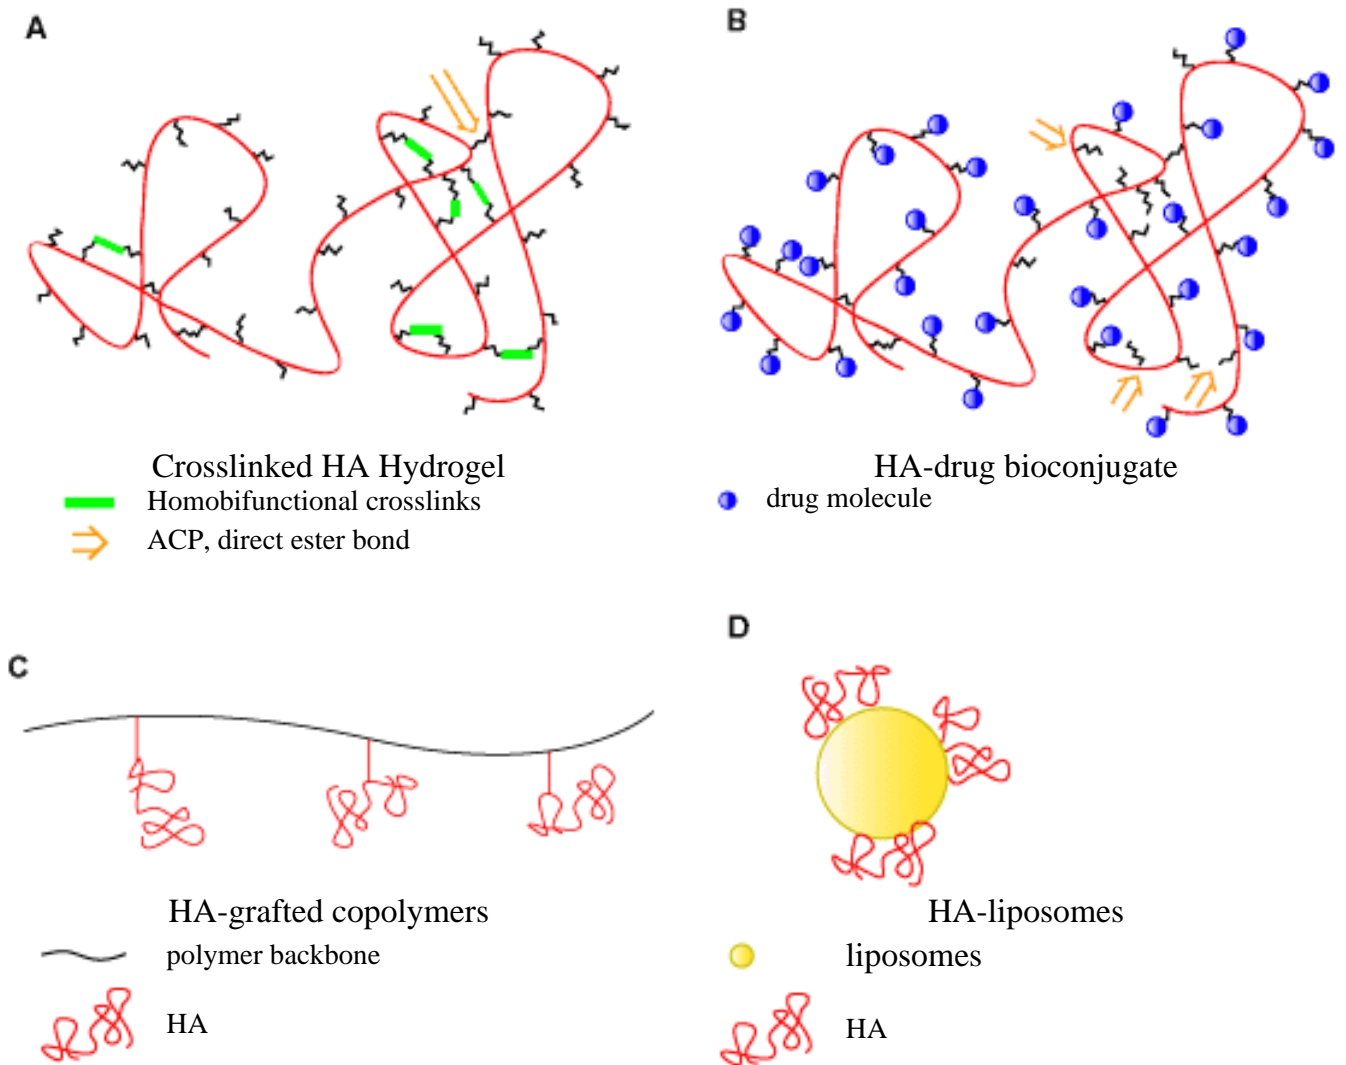 A
B
Crosslinked HA Hydrogel
Homobifunctional crosslinks
ACP, direct ester bond
HA-drug bioconjugate
drug molecule
C
D
HA-grafted copolymers
polymer backbone
HA
HA-liposomes
liposomes
HA